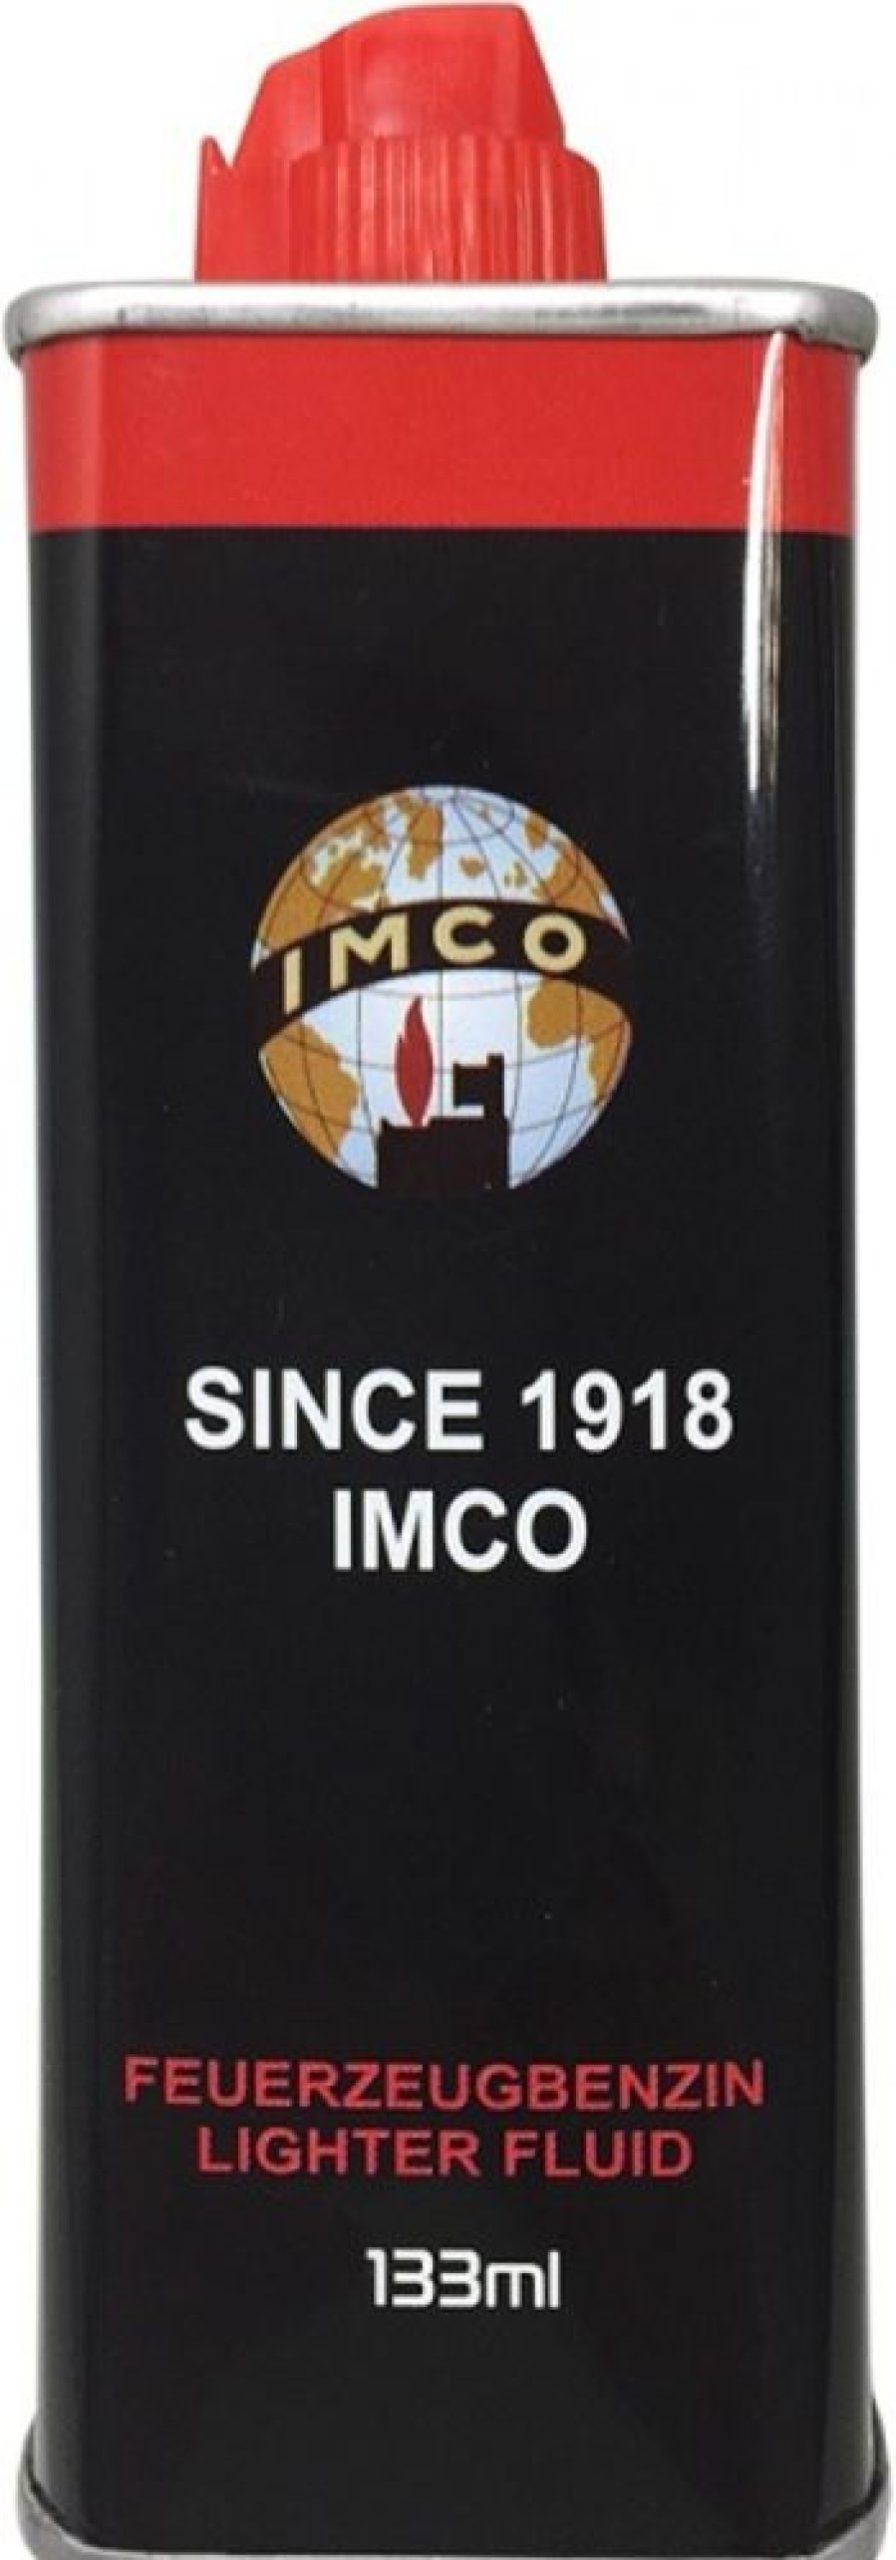 IMCO
SINCE 1918
IMCO
FEUERZEUGBENZIN
LIGHTER FLUID
133ml